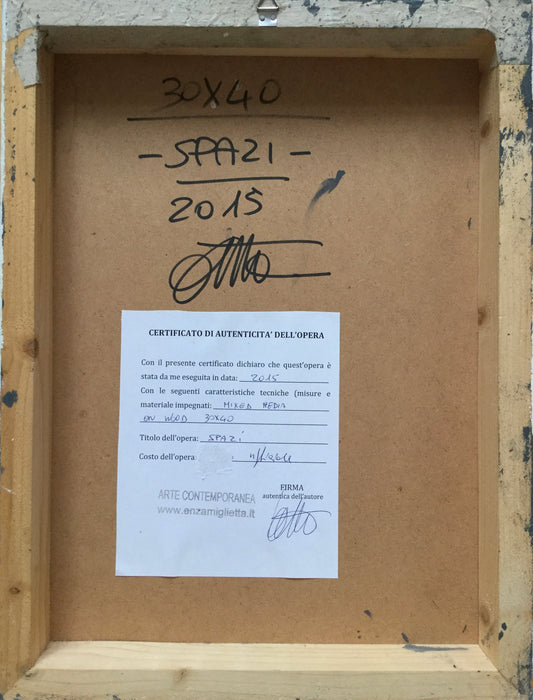 30X40
-SPAZI-
2015
CERTIFICATO DI AUTENTICITA' DELL'OPERA
Con il presente certificato dichiaro che quest'opera è
stata da me eseguita in data: 2015
Con le seguenti caratteristiche tecniche (misure e
materiale impegnati: MIXED MEDIA
ON WOOD 30X40
Titolo dell'opera: SPAZI
Costo dell'opera:
FIRMA
ARTE CONTEMPORANEA autentica dell'autore
www.enzamiglietta.it